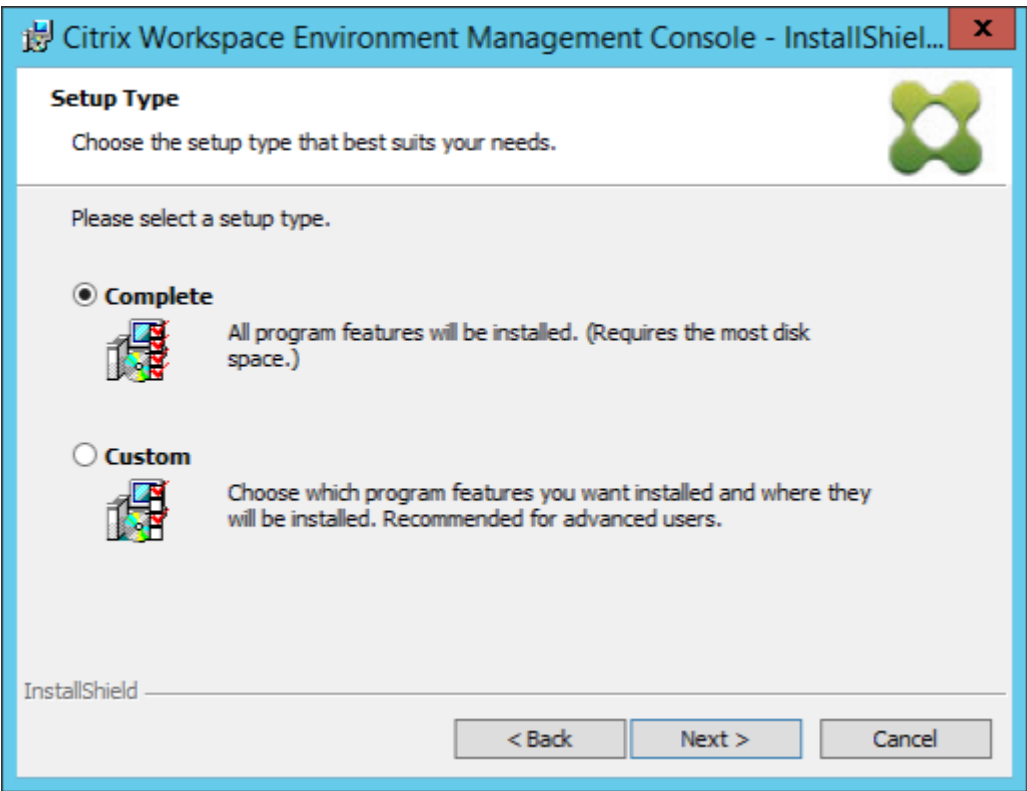 Citrix Workspace Environment Management Console - InstallShiel...
x
Setup Type
Choose the setup type that best suits your needs.
Please select a setup type.
Complete
All program features will be installed. (Requires the most disk
space.)
Custom
Choose which program features you want installed and where they
will be installed. Recommended for advanced users.
InstallShield
< Back
Next >
Cancel